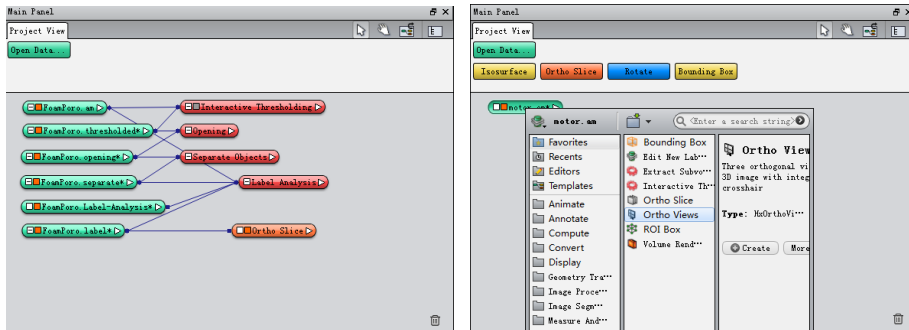 Main Panel
Project View
Open Data...
FoamPoro.am
Interactive Thresholding
FoamPoro.thresholded*
Opening
FoamPoro.opening*
Separate Objects
FoamPoro.separate*
Label Analysis
FoamPoro.Label-Analysis*
FoamPoro.label*
Ortho Slice
Main Panel
Project View
Open Data...
Isosurface
Ortho Slice
Rotate
Bounding Box
motor.am
<Enter a search string>
Favorites
Recents
Editors
Templates
Animate
Annotate
Compute
Convert
Display
Geometry Tra···
Image Proce···
Image Segm···
Measure And···
Bounding Box
Edit New Lab···
Extract Subvo···
Interactive Th···
Ortho Slice
Ortho Views
ROI Box
Volume Rend···
Ortho View
Three orthogonal vi
3D image with integ
crosshair
Type: HxOrthoVi···
Create
More